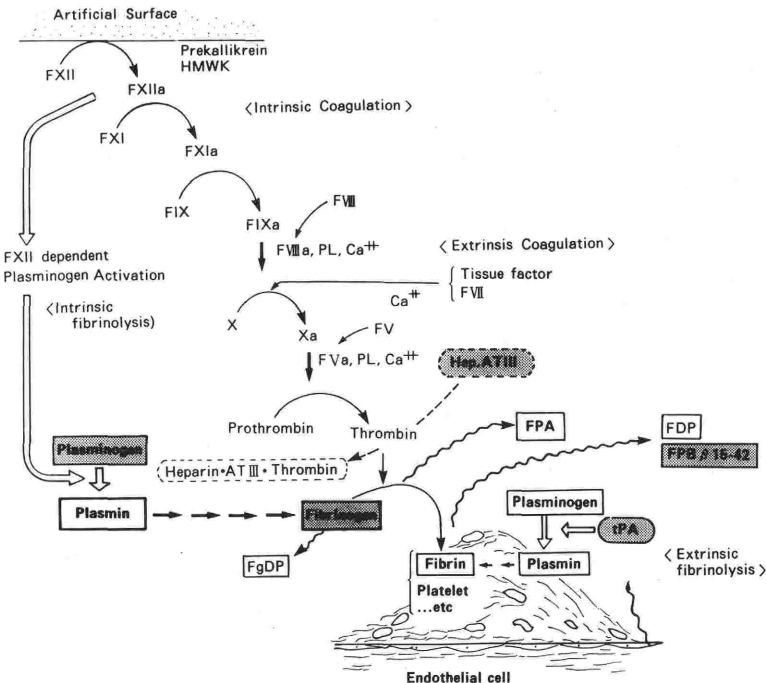 Artificial Surface
Prekallikrein
HMWK
FXII
FXIIa
〈Intrinsic Coagulation〉
FXI
FXIa
FIX
FIXa
FⅧ
FⅧa, PL, Ca⧺
〈Extrinsis Coagulation〉
Tissue factor
FⅦ
Ca⧺
FXII dependent
Plasminogen Activation
〈Intrinsic
fibrinolysis)
X
Xa
FV
FVa, PL, Ca⧺
Hep.ATIII
Prothrombin
Thrombin
FPA
FDP
FPBβ15-42
Plasminogen
Heparin•ATⅢ•Thrombin
Plasmin
Fibrinogen
Plasminogen
tPA
FgDP
Fibrin
Plasmin
〈Extrinsic
fibrinolysis〉
Platelet
...etc
Endothelial cell